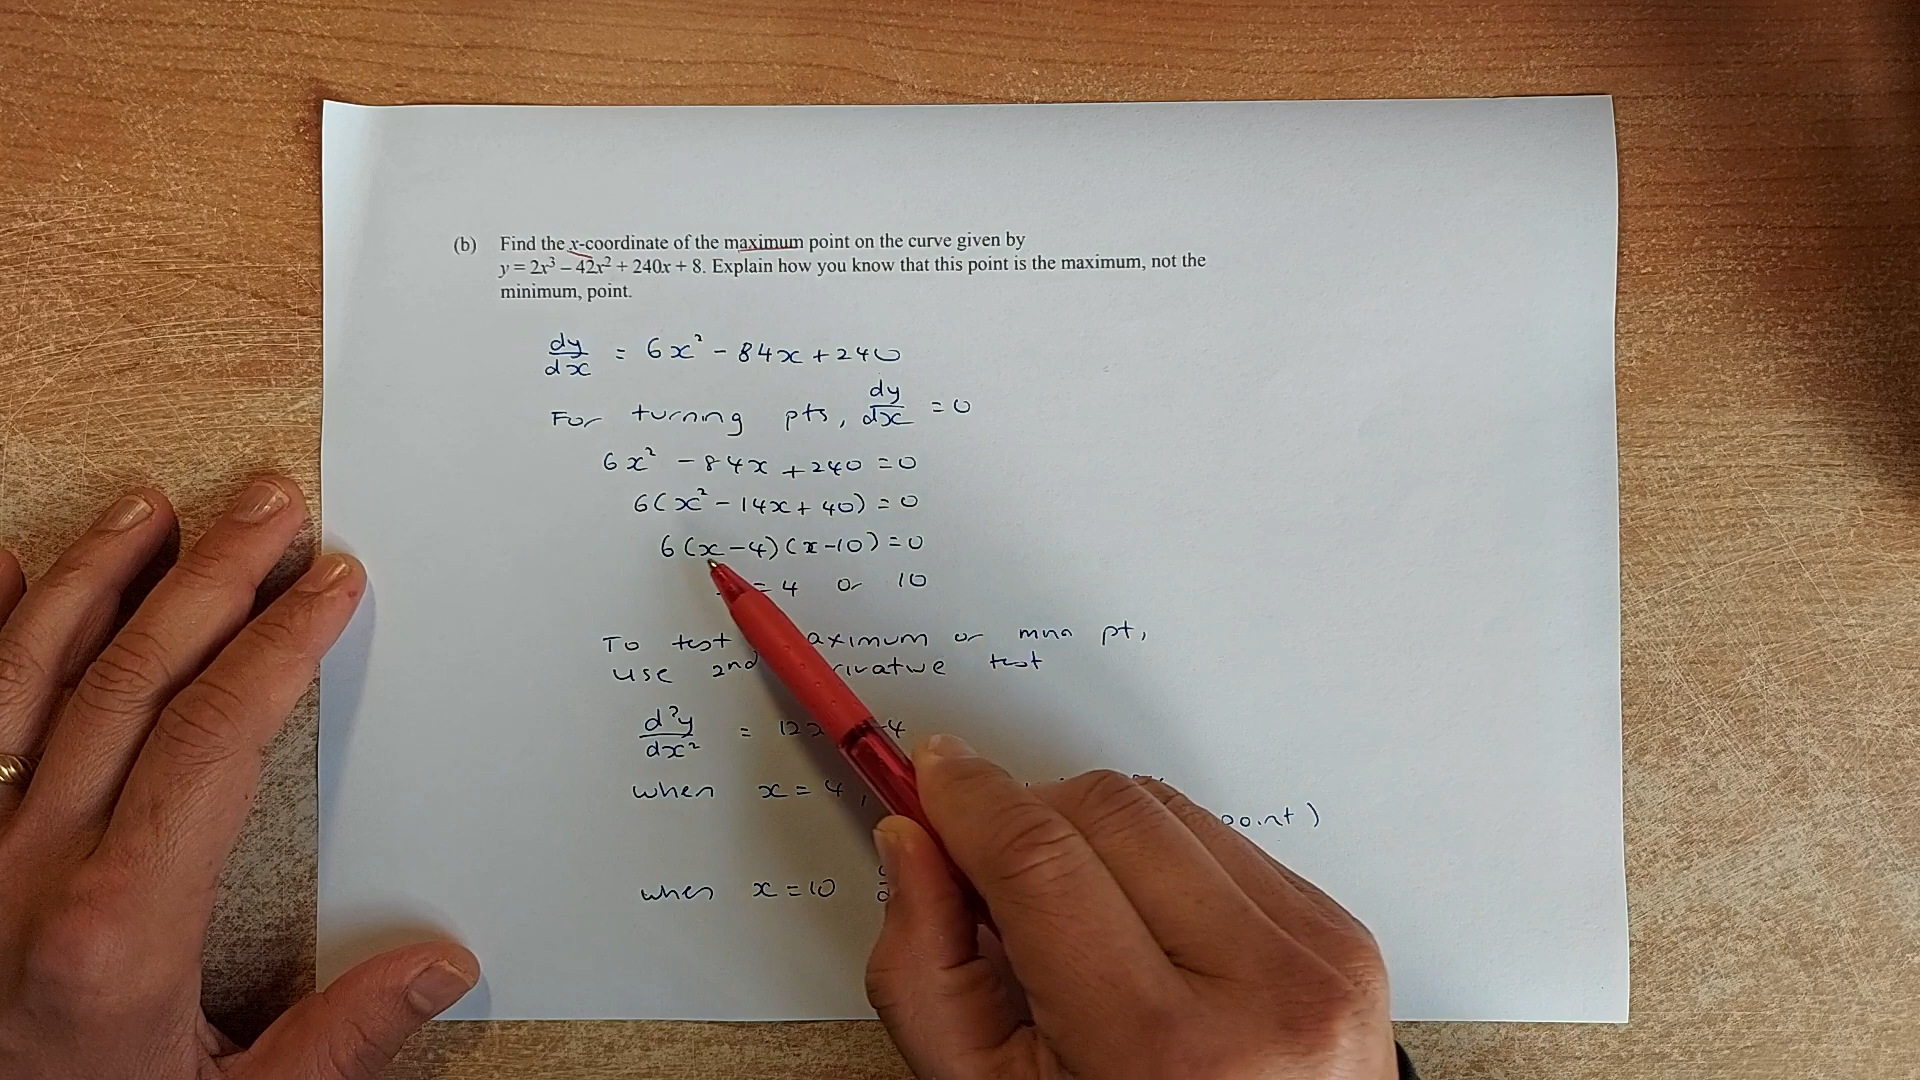 (b) Find the x-coordinate of the maximum point on the curve given by
y = 2x³ – 42x² + 240x + 8. Explain how you know that this point is the maximum, not the
minimum, point.
dy/dx = 6x² - 84x + 240
For turning pts, dy/dx = 0
6x² - 84x + 240 = 0
6(x² - 14x + 40) = 0
6(x-4)(x-10) = 0
= 4 or 10
To test or min pt,
use 2nd test
d²y/dx² =
when x = 4,
point)
when x = 10